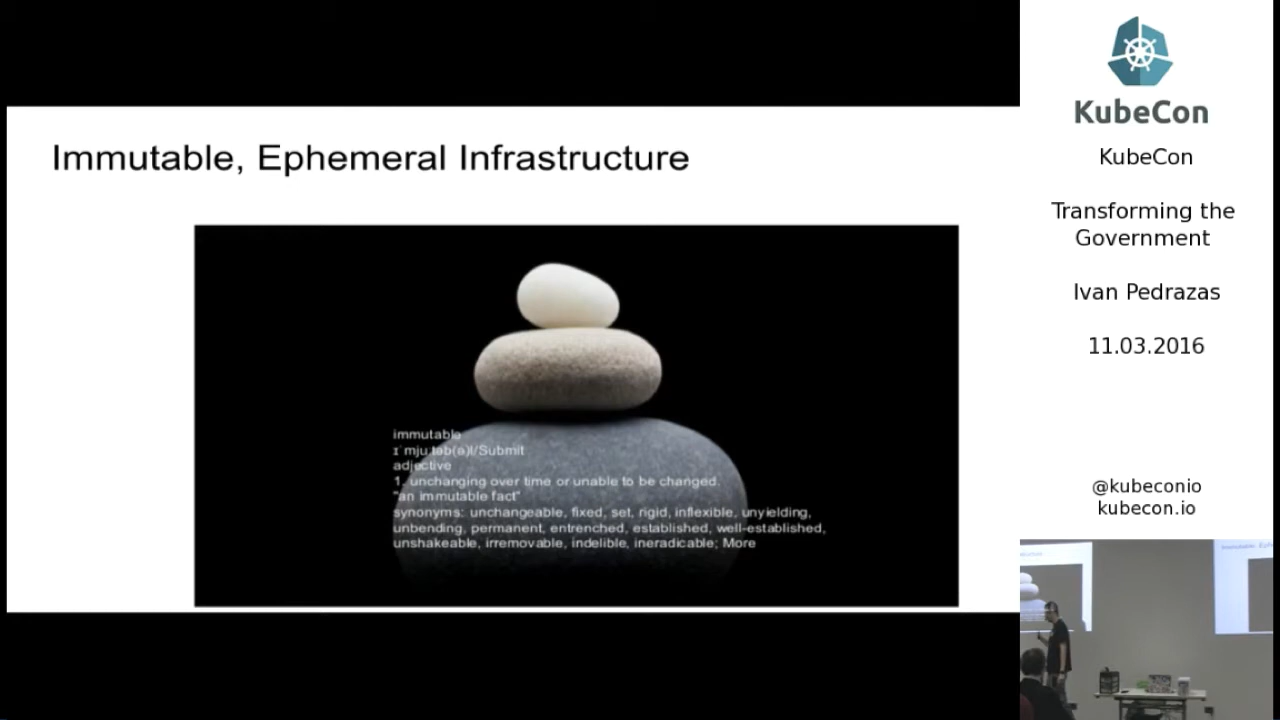 Immutable, Ephemeral Infrastructure
immutable
ɪˈmjuːtəb(ə)l/Submit
adjective
1. unchanging over time or unable to be changed.
"an immutable fact"
synonyms: unchangeable, fixed, set, rigid, inflexible, unyielding,
unbending, permanent, entrenched, established, well-established,
unshakeable, irremovable, indelible, ineradicable; More
KubeCon
KubeCon
Transforming the
Government
Ivan Pedrazas
11.03.2016
@kubeconio
kubecon.io